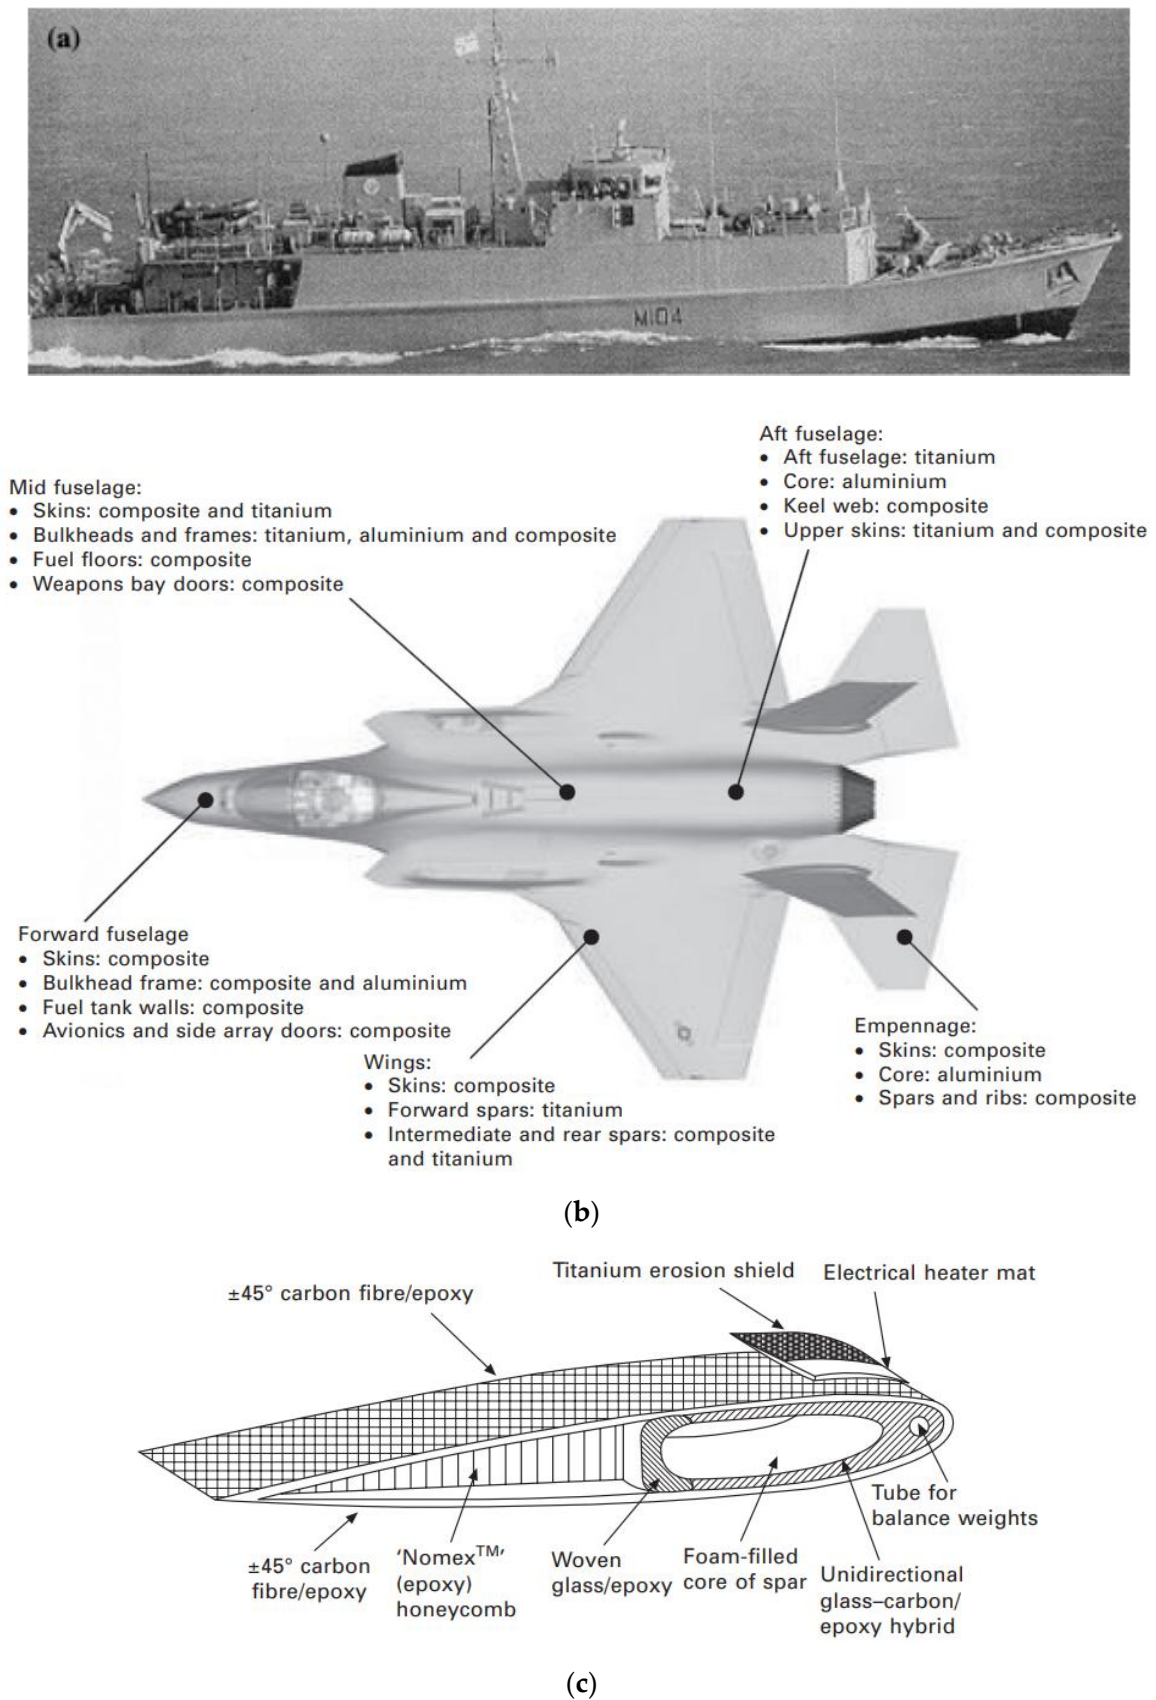 (a)
M104
Aft fuselage:
• Aft fuselage: titanium
• Core: aluminium
• Keel web: composite
• Upper skins: titanium and composite
Mid fuselage:
• Skins: composite and titanium
• Bulkheads and frames: titanium, aluminium and composite
• Fuel floors: composite
• Weapons bay doors: composite
Forward fuselage
• Skins: composite
• Bulkhead frame: composite and aluminium
• Fuel tank walls: composite
• Avionics and side array doors: composite
Wings:
• Skins: composite
• Forward spars: titanium
• Intermediate and rear spars: composite
and titanium
Empennage:
• Skins: composite
• Core: aluminium
• Spars and ribs: composite
(b)
Titanium erosion shield
Electrical heater mat
±45° carbon fibre/epoxy
±45° carbon
fibre/epoxy
‘Nomex™’
(epoxy)
honeycomb
Woven
glass/epoxy
Foam-filled
core of spar
Tube for
balance weights
Unidirectional
glass–carbon/
epoxy hybrid
(c)